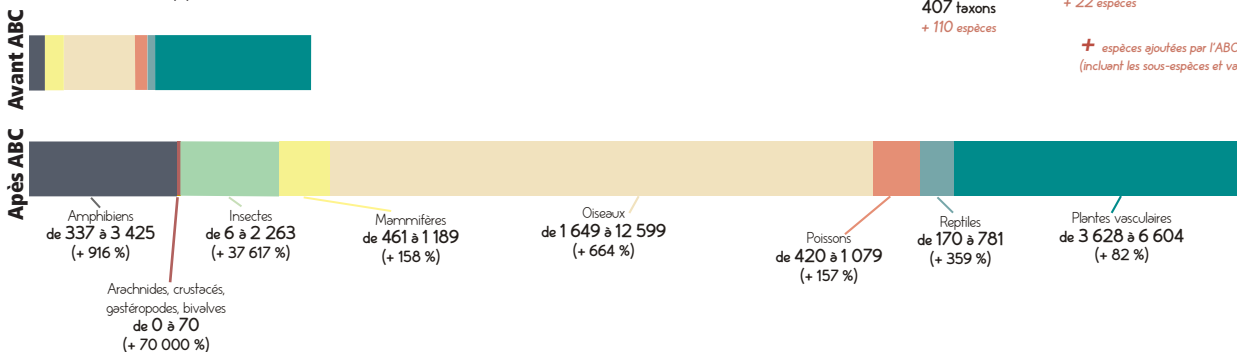 407 taxons
+ 110 espèces
+ 22 espèces
+ espèces ajoutées par l'ABC
(incluant les sous-espèces et va
Avant ABC
Apès ABC
Amphibiens
de 337 à 3 425
(+ 916 %)
Arachnides, crustacés,
gastéropodes, bivalves
de 0 à 70
(+ 70 000 %)
Insectes
de 6 à 2 263
(+ 37 617 %)
Mammifères
de 461 à 1 189
(+ 158 %)
Oiseaux
de 1 649 à 12 599
(+ 664 %)
Poissons
de 420 à 1 079
(+ 157 %)
Reptiles
de 170 à 781
(+ 359 %)
Plantes vasculaires
de 3 628 à 6 604
(+ 82 %)